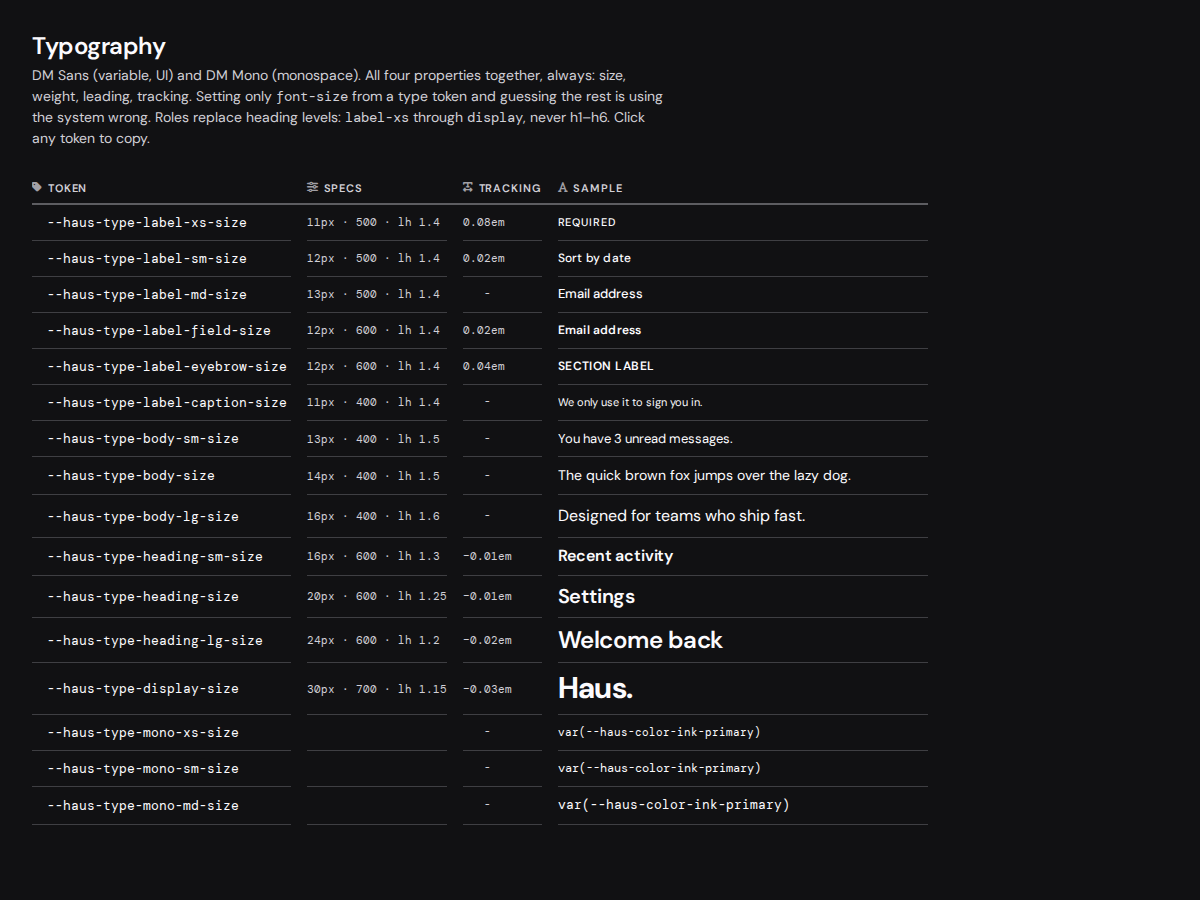 Typography
DM Sans (variable, UI) and DM Mono (monospace). All four properties together, always: size,
weight, leading, tracking. Setting only font-size from a type token and guessing the rest is using
the system wrong. Roles replace heading levels: label-xs through display, never h1–h6. Click
any token to copy.
TOKEN SPECS TRACKING SAMPLE
--haus-type-label-xs-size 11px · 500 · lh 1.4 0.08em REQUIRED
--haus-type-label-sm-size 12px · 500 · lh 1.4 0.02em Sort by date
--haus-type-label-md-size 13px · 500 · lh 1.4 - Email address
--haus-type-label-field-size 12px · 600 · lh 1.4 0.02em Email address
--haus-type-label-eyebrow-size 12px · 600 · lh 1.4 0.04em SECTION LABEL
--haus-type-label-caption-size 11px · 400 · lh 1.4 - We only use it to sign you in.
--haus-type-body-sm-size 13px · 400 · lh 1.5 - You have 3 unread messages.
--haus-type-body-size 14px · 400 · lh 1.5 - The quick brown fox jumps over the lazy dog.
--haus-type-body-lg-size 16px · 400 · lh 1.6 - Designed for teams who ship fast.
--haus-type-heading-sm-size 16px · 600 · lh 1.3 −0.01em Recent activity
--haus-type-heading-size 20px · 600 · lh 1.25 −0.01em Settings
--haus-type-heading-lg-size 24px · 600 · lh 1.2 −0.02em Welcome back
--haus-type-display-size 30px · 700 · lh 1.15 −0.03em Haus.
--haus-type-mono-xs-size - var(--haus-color-ink-primary)
--haus-type-mono-sm-size - var(--haus-color-ink-primary)
--haus-type-mono-md-size - var(--haus-color-ink-primary)